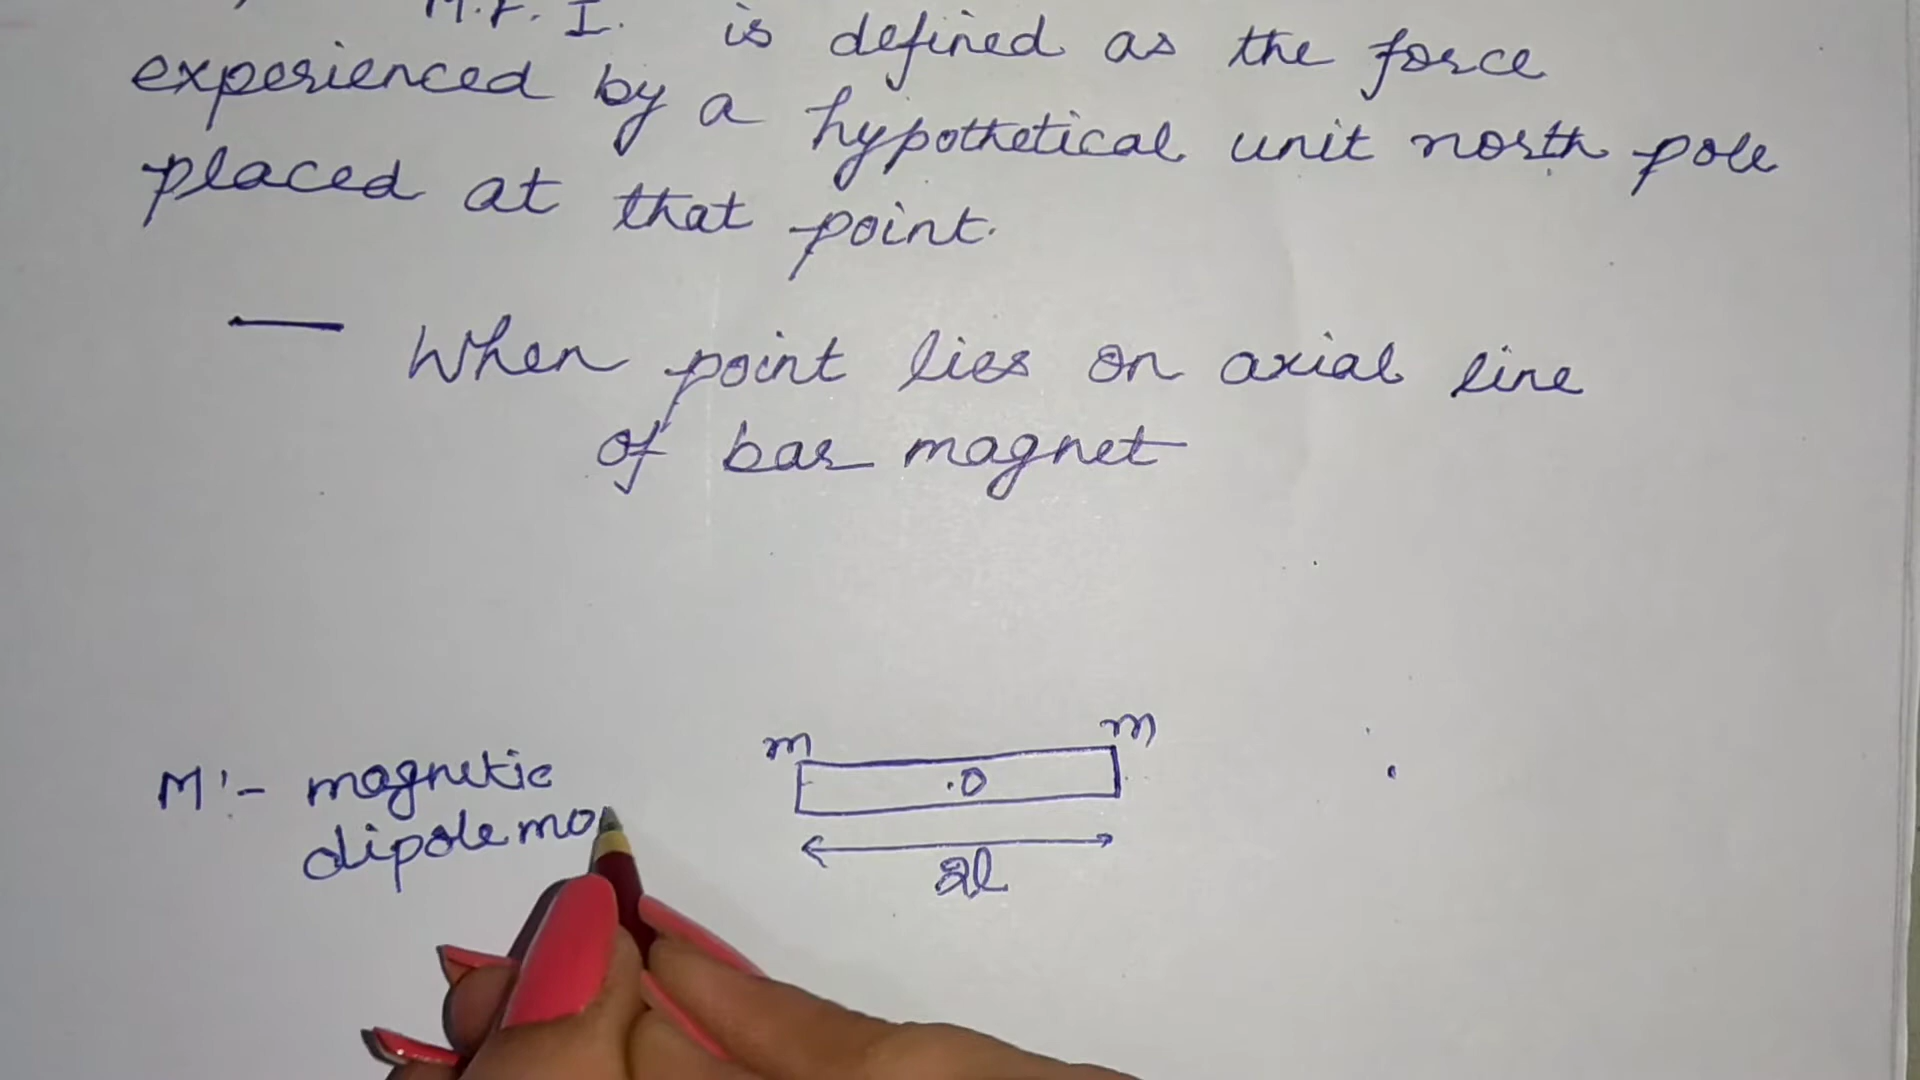 M.F.I. is defined as the force
experienced by a hypothetical unit north pole
placed at that point.
— When point lies on axial line
of bar magnet
m m
M :- magnetic
dipole mo
.O
2l